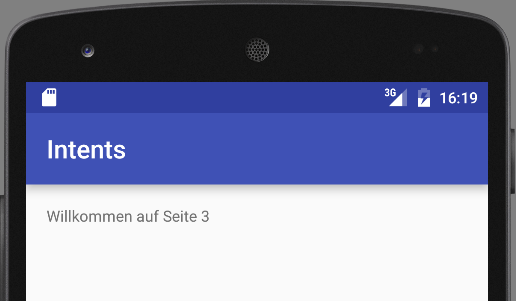 3G 16:19
Intents
Willkommen auf Seite 3